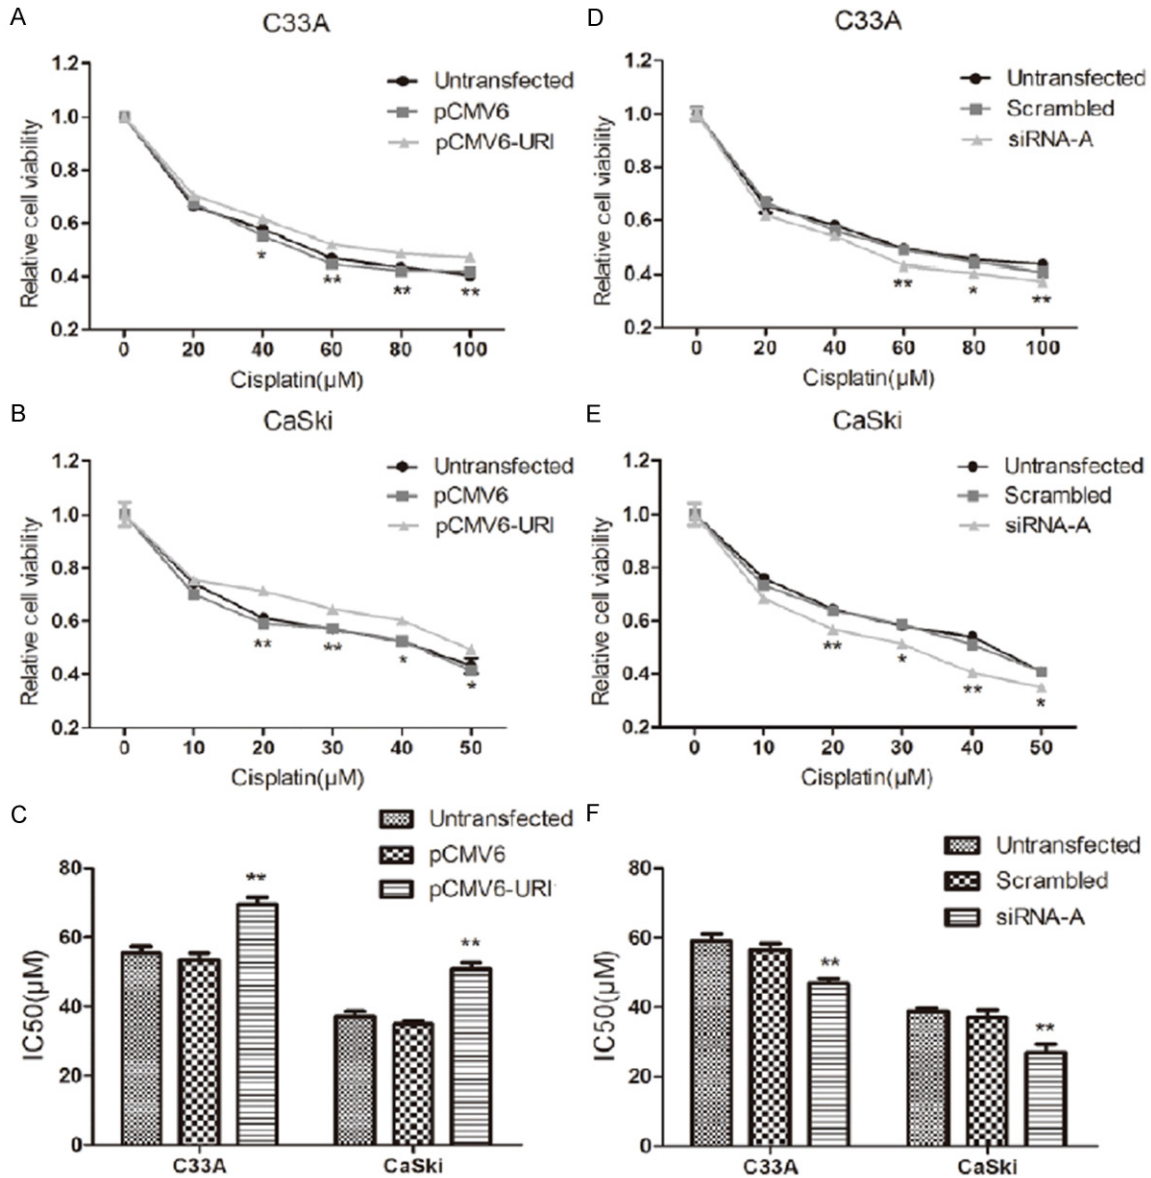 A
C33A
1.2
1.0
0.8
0.6
0.4
0.2
Relative cell viability
Untransfected
pCMV6
pCMV6-URI
*
**
**
**
0 20 40 60 80 100
Cisplatin(µM)
D
C33A
1.2
1.0
0.8
0.6
0.4
0.2
Relative cell viability
Untransfected
Scrambled
siRNA-A
**
*
**
0 20 40 60 80 100
Cisplatin(µM)
B
CaSki
1.2
1.0
0.8
0.6
0.4
0.2
Relative cell viability
Untransfected
pCMV6
pCMV6-URI
**
**
*
*
0 10 20 30 40 50
Cisplatin(µM)
E
CaSki
1.2
1.0
0.8
0.6
0.4
0.2
Relative cell viability
Untransfected
Scrambled
siRNA-A
**
*
**
*
0 10 20 30 40 50
Cisplatin(µM)
C
Untransfected
pCMV6
pCMV6-URI
80
60
40
20
0
IC50(µM)
**
**
C33A CaSki
F
Untransfected
Scrambled
siRNA-A
80
60
40
20
0
IC50(µM)
**
**
C33A CaSki